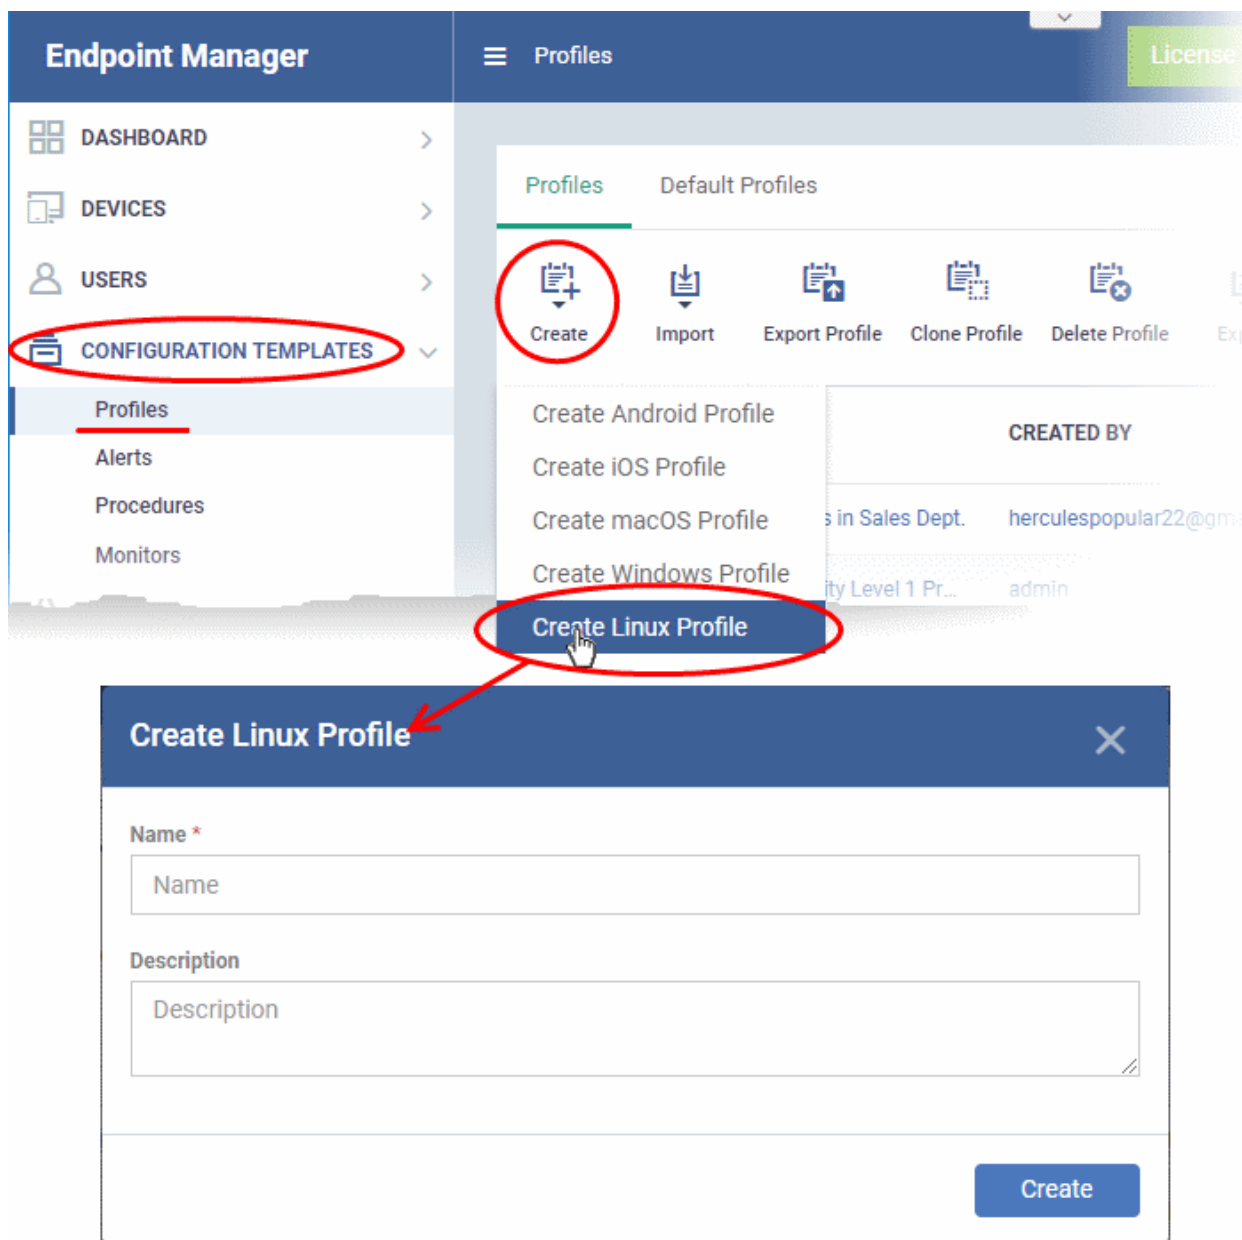 Endpoint Manager
Profiles
License
DASHBOARD
DEVICES
USERS
CONFIGURATION TEMPLATES
Profiles
Alerts
Procedures
Monitors
Profiles
Default Profiles
Create
Import
Export Profile
Clone Profile
Delete Profile
Create Android Profile
Create iOS Profile
Create macOS Profile
Create Windows Profile
Create Linux Profile
CREATED BY
s in Sales Dept.
herculespopular22@gm
ity Level 1 Pr...
admin
Create Linux Profile
Name *
Name
Description
Description
Create